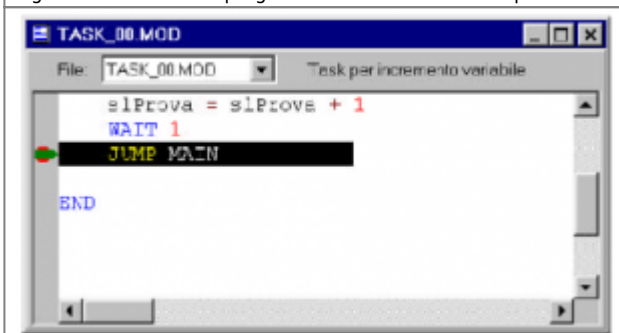 TASK_00.MOD
File: TASK_00.MOD Task per incremento variabile
slProva = slProva + 1
WAIT 1
JUMP MAIN
END